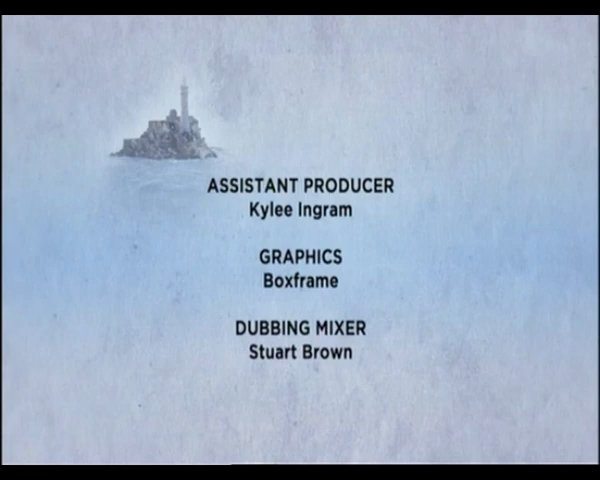 ASSISTANT PRODUCER
Kylee Ingram
GRAPHICS
Boxframe
DUBBING MIXER
Stuart Brown